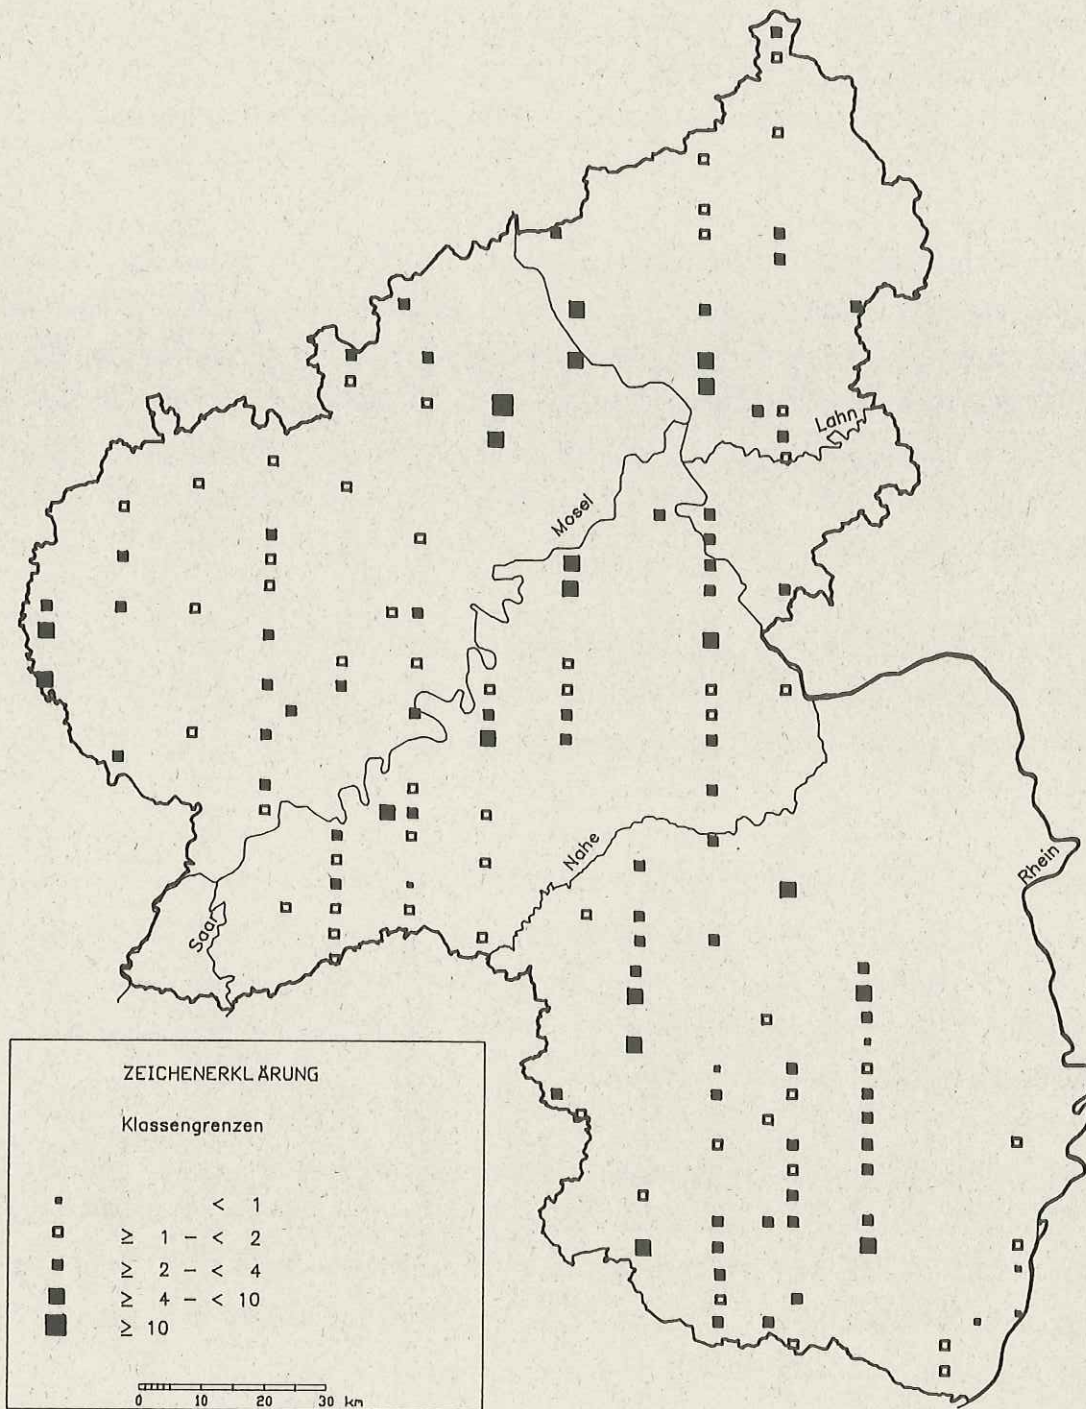 Lahn
Mosel
Nahe
Rhein
Saar
ZEICHENERKLÄRUNG
Klassengrenzen
< 1
≥ 1 – < 2
≥ 2 – < 4
≥ 4 – < 10
≥ 10
0 10 20 30 km